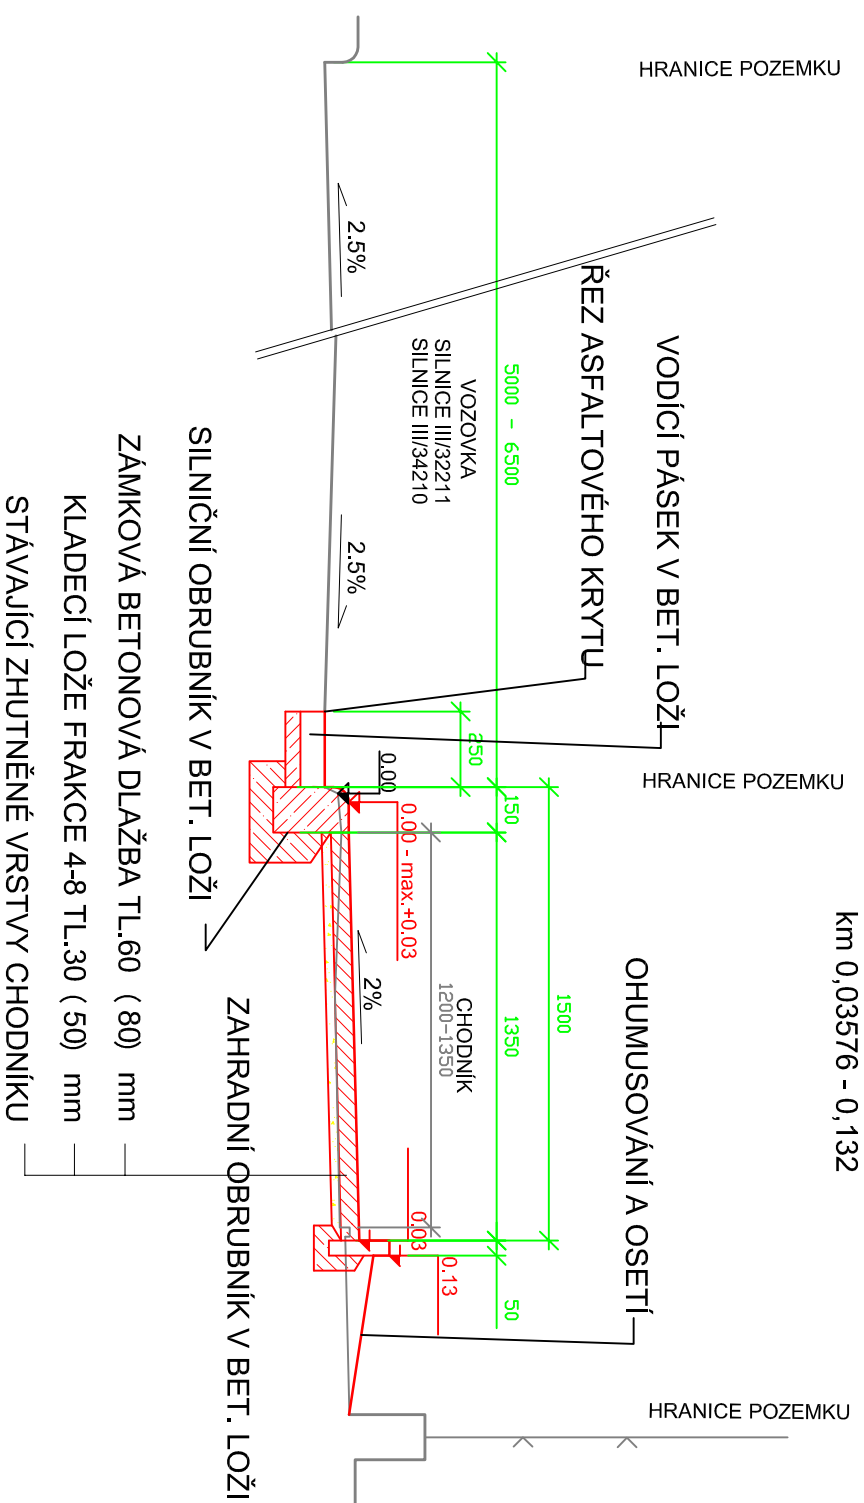 HRANICE POZEMKU
2.5%
VODÍCÍ PÁSEK V BET. LOŽI
ŘEZ ASFALTOVÉHO KRYTU
5000 - 6500
VOZOVKA
SILNICE III/32211
SILNICE III/34210
2.5%
SILNIČNÍ OBRUBNÍK V BET. LOŽI
ZÁMKOVÁ BETONOVÁ DLAŽBA TL.60 (80) mm
KLADECÍ LOŽE FRAKCE 4-8 TL.30 (50) mm
STÁVAJÍCÍ ZHUTNĚNÉ VRSTVY CHODNÍKU
250
0.00
HRANICE POZEMKU
150
0.00 - max.+0.03
km 0,03576 - 0,132
OHUMUSOVÁNÍ A OSETÍ
1500
1350
CHODNÍK
1200-1350
2%
ZAHRADNÍ OBRUBNÍK V BET. LOŽI
0.03
0.13
50
HRANICE POZEMKU